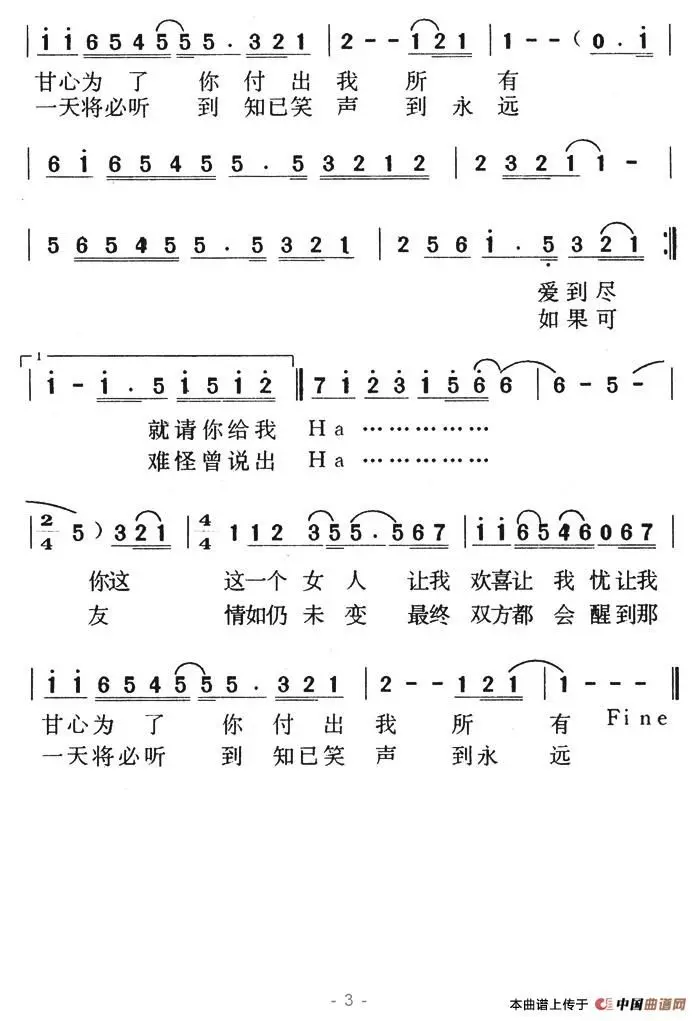 | i i 6 5 4 5 5 5 . 3 2 1 | 2 - - 1 2 1 | 1 - - ( 0 . i |
甘心为了 你付出我 所 有
一天将必听 到 知已笑声 到永远
| 6 i 6 5 4 5 5 . 5 3 2 1 2 | 2 3 2 1 1 - |
| 5 6 5 4 5 5 . 5 3 2 1 | 2 5 6 i . 5 3 2 1 :||
爱到尽
如果可
1
| i - i . 5 i 5 i 2 || 7 i 2 3 i 5 6 6 | 6 - 5 -
就请你给我 Ha ……………
难怪曾说出 Ha ……………
| 2/4 5 ) 3 2 1 | 4/4 1 1 2 3 5 5 . 5 6 7 | i i 6 5 4 6 0 6 7 |
你这 这一个女人 让我 欢喜让我忧让我
友 情如仍未变 最终 双方都会醒到那
| i i 6 5 4 5 5 5 . 3 2 1 | 2 - - 1 2 1 | 1 - - - ||
甘心为了 你付出我 所 有 Fine
一天将必听 到 知已笑声 到永远
- 3 -
本曲谱上传于 中国曲谱网